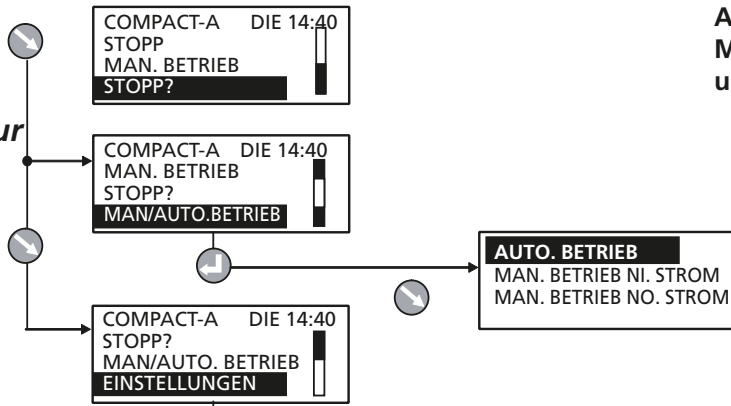 COMPACT-A DIE 14:40
STOPP
MAN. BETRIEB
STOPP?
COMPACT-A DIE 14:40
MAN. BETRIEB
STOPP?
MAN/AUTO.BETRIEB
AUTO. BETRIEB
MAN. BETRIEB NI. STROM
MAN. BETRIEB NO. STROM
COMPACT-A DIE 14:40
STOPP?
MAN/AUTO. BETRIEB
EINSTELLUNGEN